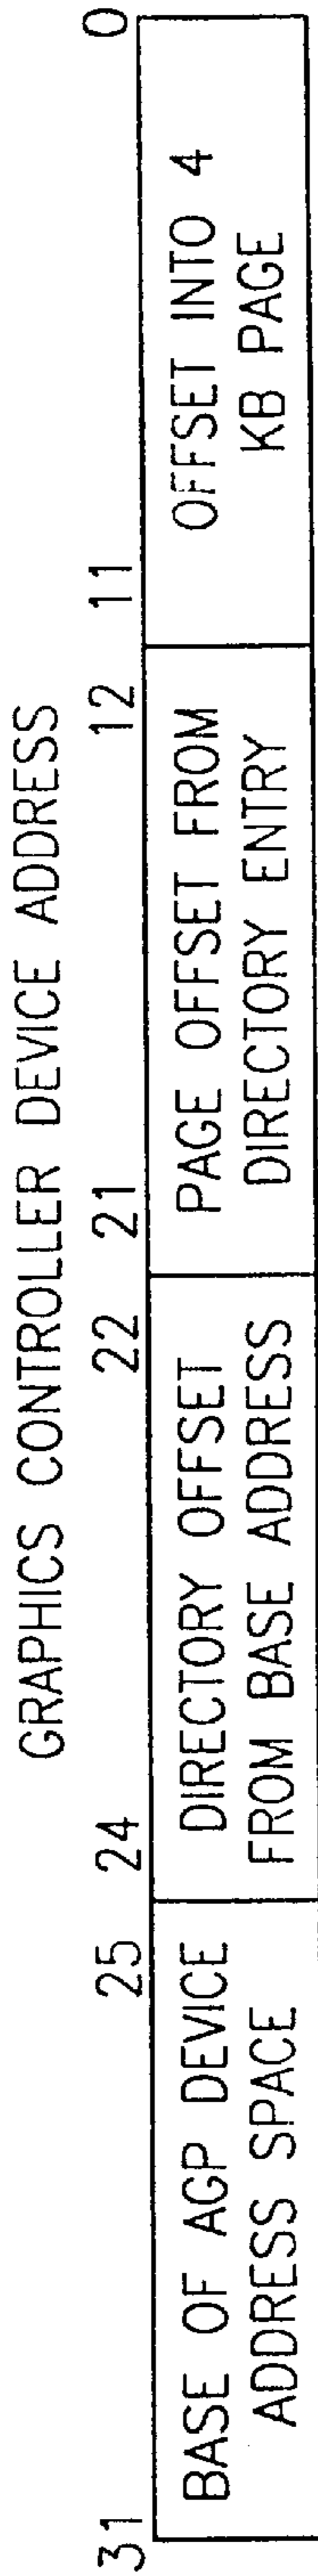 GRAPHICS CONTROLLER DEVICE ADDRESS
31 25 24 22 21 12 11 0
BASE OF AGP DEVICE
ADDRESS SPACE
DIRECTORY OFFSET
FROM BASE ADDRESS
PAGE OFFSET FROM
DIRECTORY ENTRY
OFFSET INTO 4
KB PAGE